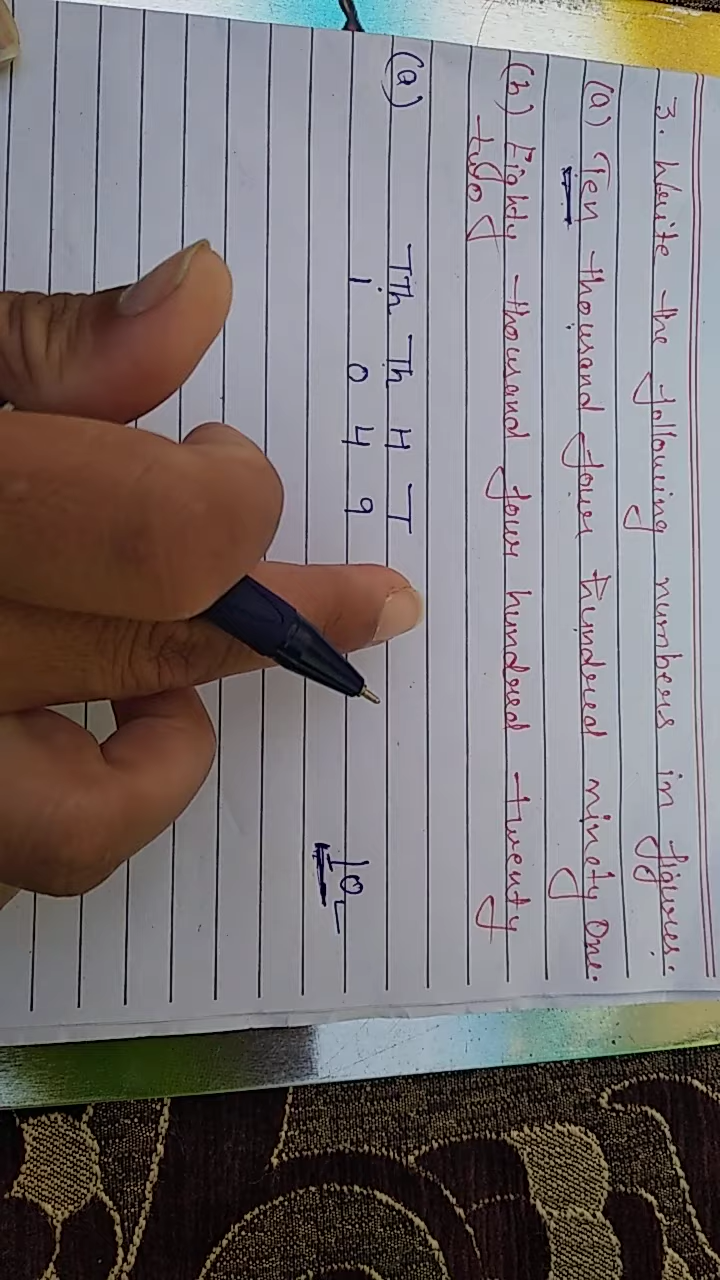 3. Write the following numbers in figures.
(a) Ten thousand four hundred ninety One.
(b) Eighty thousand four hundred twenty
two
(a) TTh Th H T
1 0 4 9
10